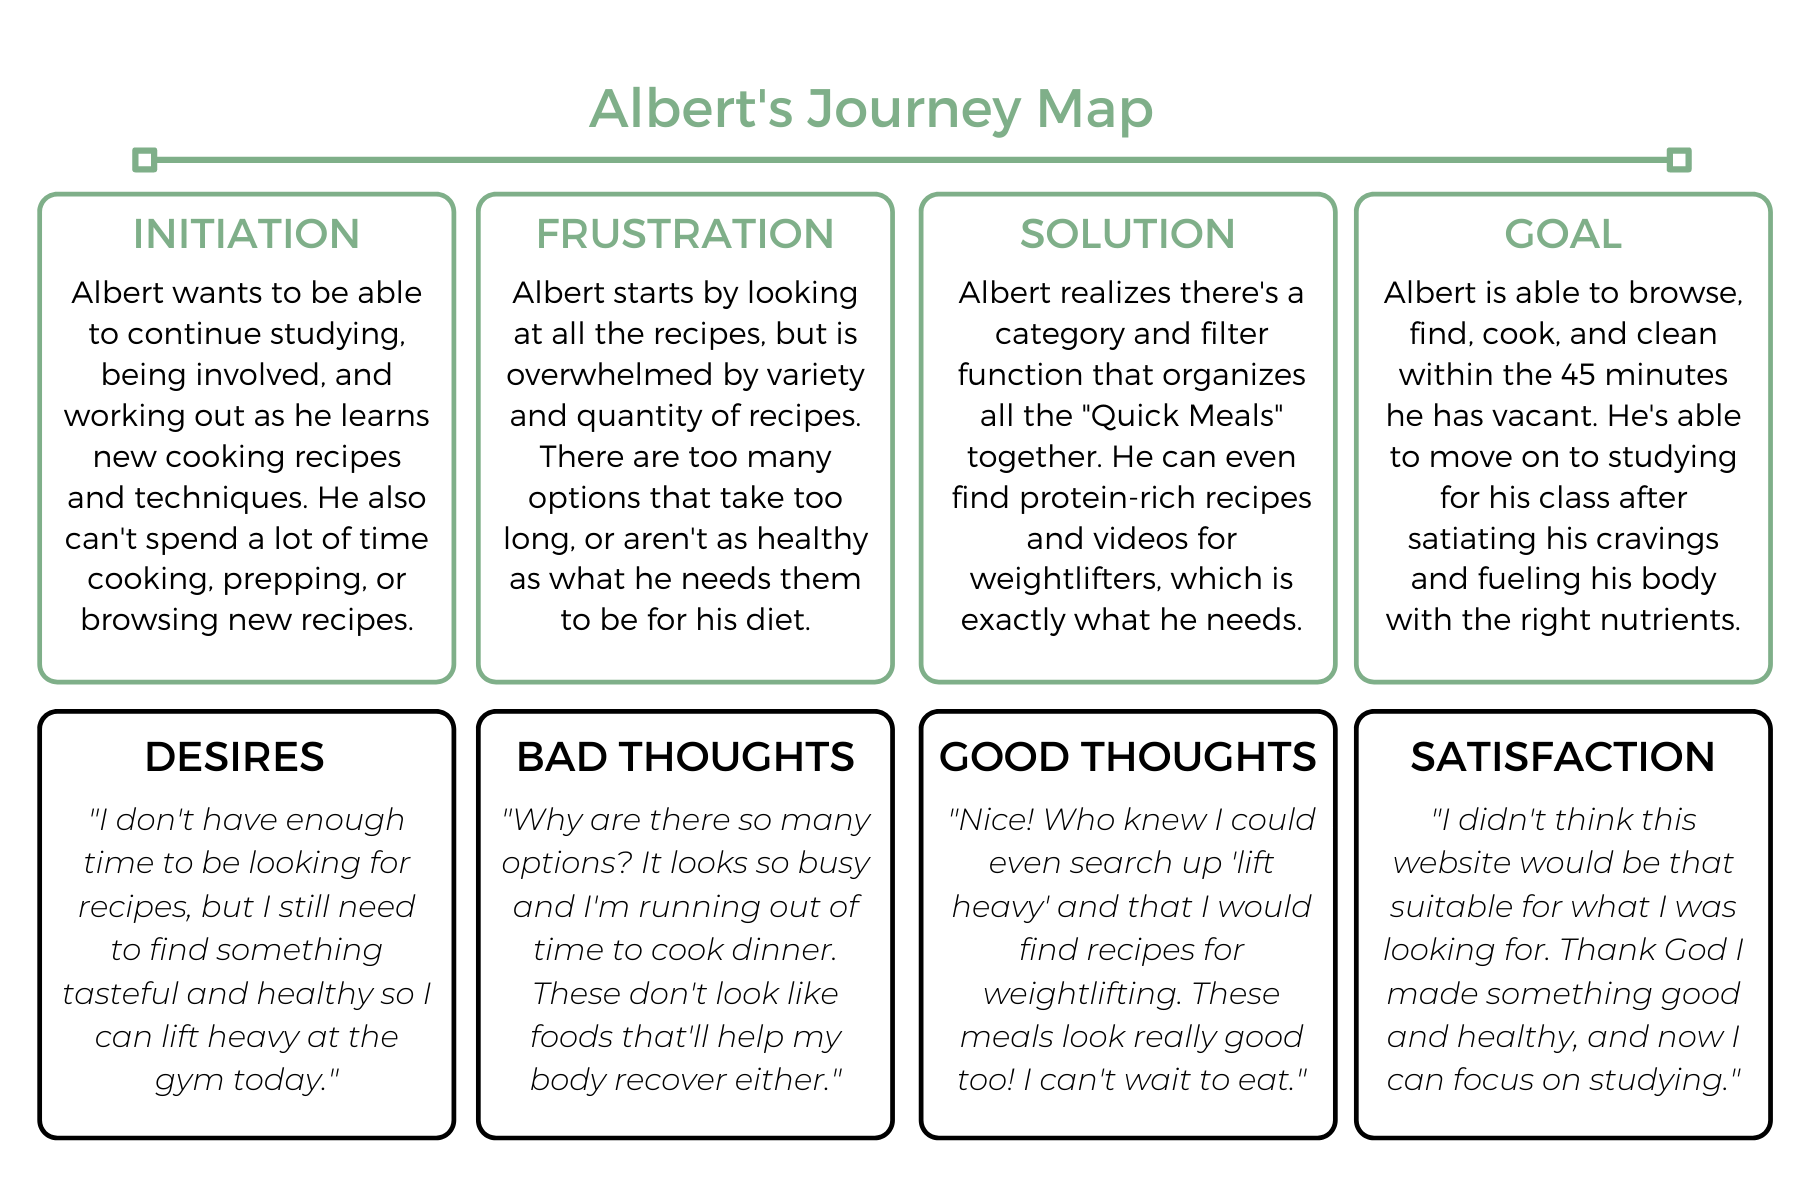 Albert's Journey Map
INITIATION
Albert wants to be able
to continue studying,
being involved, and
working out as he learns
new cooking recipes
and techniques. He also
can't spend a lot of time
cooking, prepping, or
browsing new recipes.
FRUSTRATION
Albert starts by looking
at all the recipes, but is
overwhelmed by variety
and quantity of recipes.
There are too many
options that take too
long, or aren't as healthy
as what he needs them
to be for his diet.
SOLUTION
Albert realizes there's a
category and filter
function that organizes
all the "Quick Meals"
together. He can even
find protein-rich recipes
and videos for
weightlifters, which is
exactly what he needs.
GOAL
Albert is able to browse,
find, cook, and clean
within the 45 minutes
he has vacant. He's able
to move on to studying
for his class after
satiating his cravings
and fueling his body
with the right nutrients.
DESIRES
"I don't have enough
time to be looking for
recipes, but I still need
to find something
tasteful and healthy so I
can lift heavy at the
gym today."
BAD THOUGHTS
"Why are there so many
options? It looks so busy
and I'm running out of
time to cook dinner.
These don't look like
foods that'll help my
body recover either."
GOOD THOUGHTS
"Nice! Who knew I could
even search up 'lift
heavy' and that I would
find recipes for
weightlifting. These
meals look really good
too! I can't wait to eat."
SATISFACTION
"I didn't think this
website would be that
suitable for what I was
looking for. Thank God I
made something good
and healthy, and now I
can focus on studying."